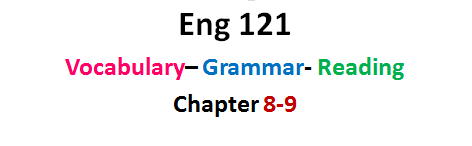 Eng 121
Vocabulary– Grammar- Reading
Chapter 8-9